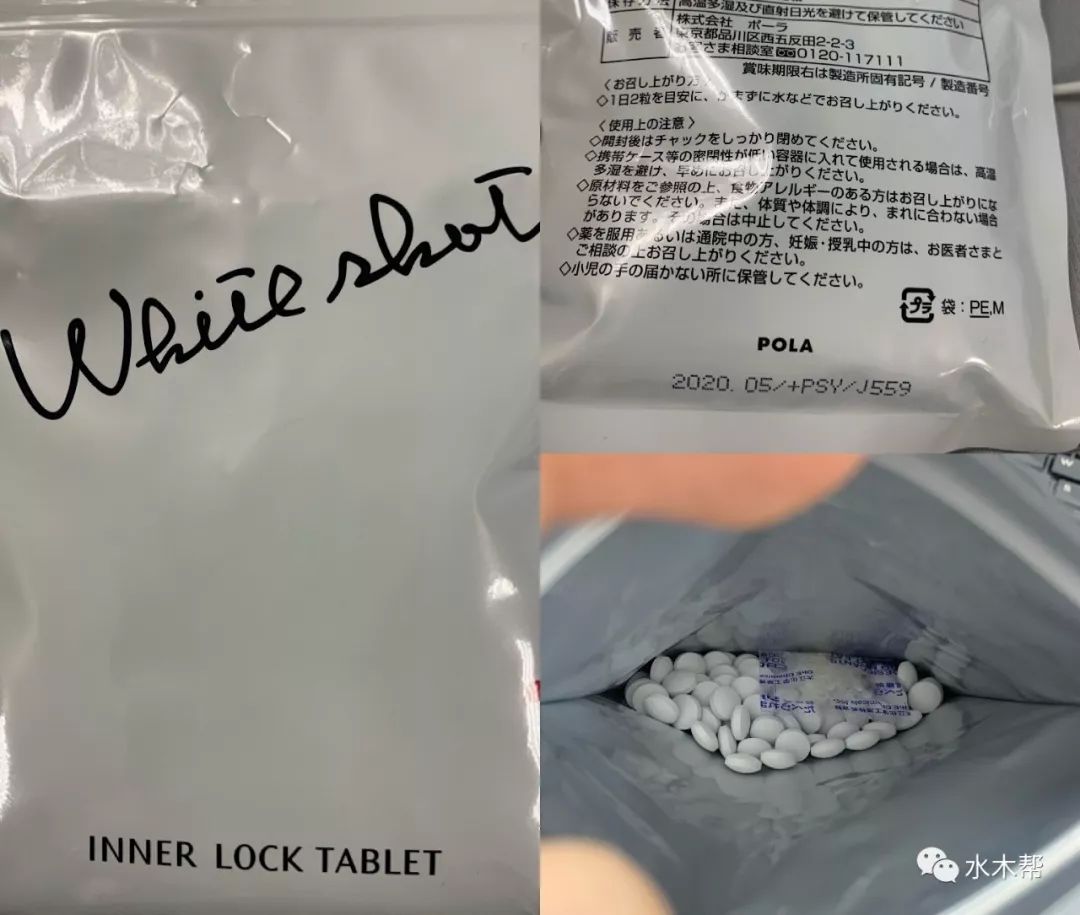 White shot
INNER LOCK TABLET
保存方法 高温多湿及び直射日光を避けて保管してください
販売者 株式会社 ポーラ
東京都品川区西五反田2-2-3
お客さま相談室 0120-117111
賞味期限右は製造所固有記号 / 製造番号
〈お召し上がり方〉
◇1日2粒を目安に、かまずに水などでお召し上がりください。
〈使用上の注意〉
◇開封後はチャックをしっかり閉めてください。
◇携帯ケース等の密閉性が低い容器に入れて使用される場合は、高温
多湿を避け、早めにお召し上がりください。
◇原材料をご参照の上、食物アレルギーのある方はお召し上がりにな
らないでください。また、体質や体調により、まれに合わない場合
があります。その場合は中止してください。
◇薬を服用あるいは通院中の方、妊娠・授乳中の方は、お医者さまと
ご相談の上お召し上がりください。
◇小児の手の届かない所に保管してください。
プラ 袋:PE,M
POLA
2020. 05/+PSY/J559
水木帮